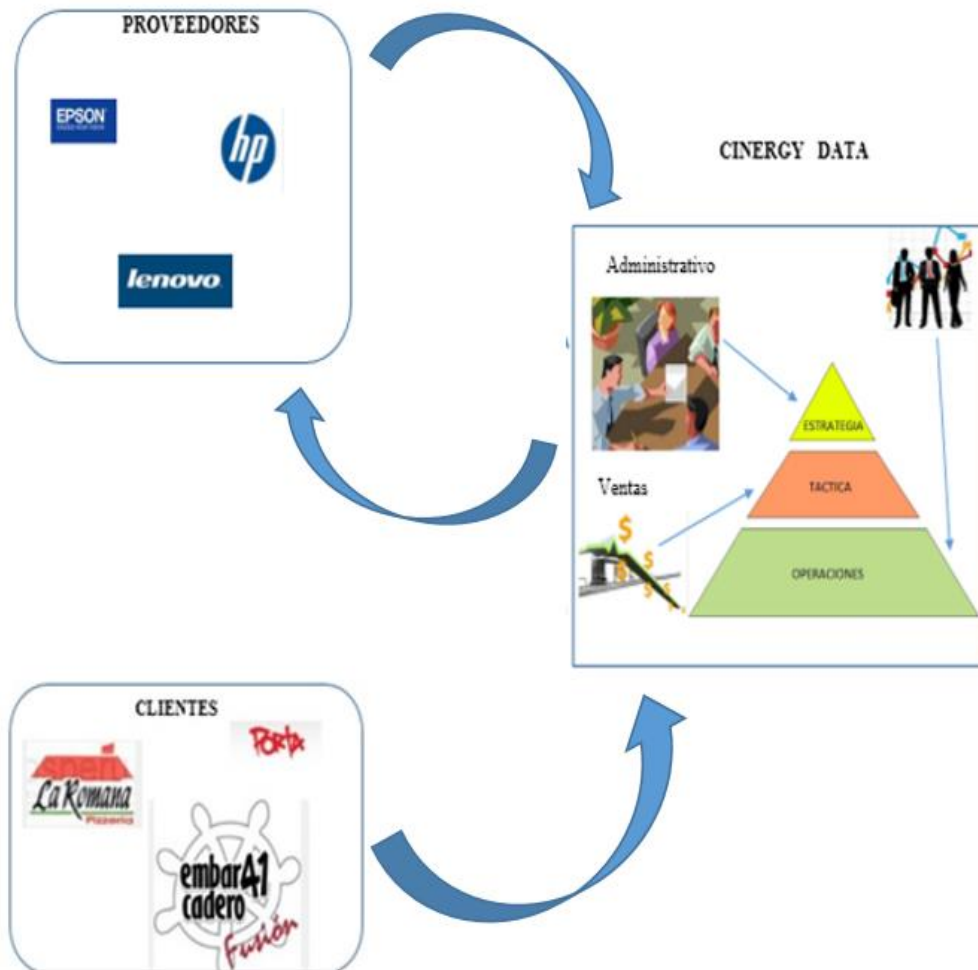 PROVEEDORES
EPSON
hp
lenovo
CINERGY DATA
Administrativo
ESTRATEGIA
TACTICA
OPERACIONES
Ventas
$
$
$
$
$
CLIENTES
PORTA
La Romana
Pizzeria
embar41
cadero
Fusión